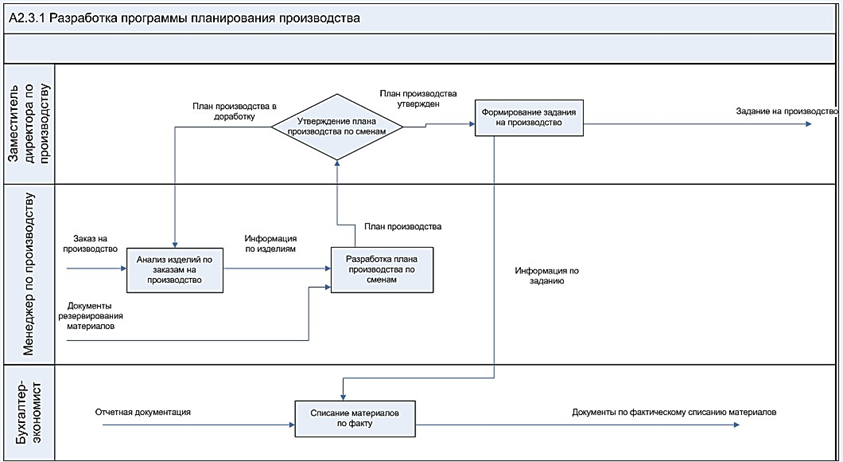 А2.3.1 Разработка программы планирования производства
Заместитель
директора по
производству
План производства в
доработку
Утверждение плана
производства по сменам
План производства
утвержден
Формирование задания
на производство
Задание на производство
Менеджер по производству
Заказ на
производство
Анализ изделий по
заказам на
производство
Информация
по изделиям
План производства
Разработка плана
производства по
сменам
Документы
резервирования
материалов
Информация по
заданию
Бухгалтер-
экономист
Отчетная документация
Списание материалов
по факту
Документы по фактическому списанию материалов